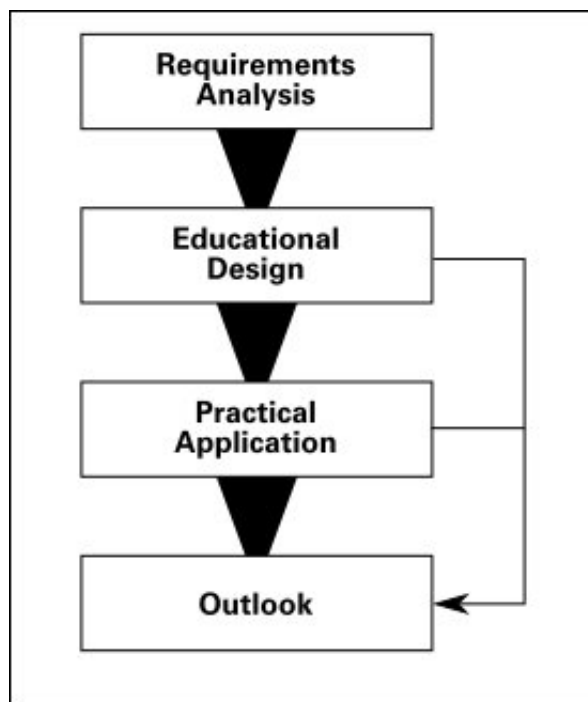 Requirements
Analysis
Educational
Design
Practical
Application
Outlook